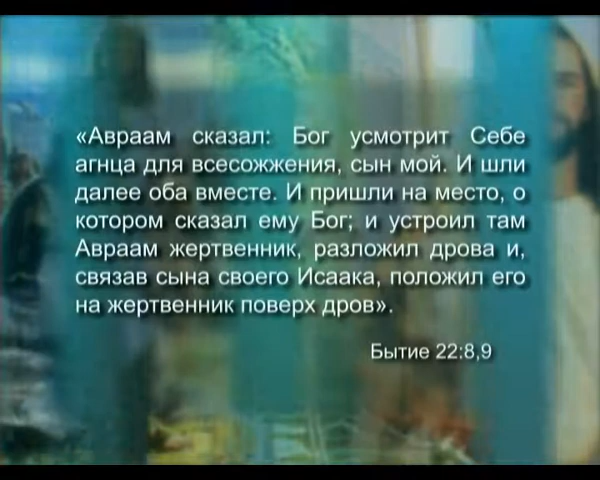 «Авраам сказал: Бог усмотрит Себе
агнца для всесожжения, сын мой. И шли
далее оба вместе. И пришли на место, о
котором сказал ему Бог; и устроил там
Авраам жертвенник, разложил дрова и,
связав сына своего Исаака, положил его
на жертвенник поверх дров».
Бытие 22:8,9